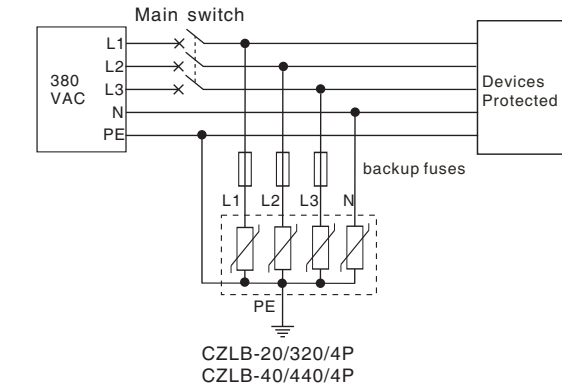 Main switch
380
VAC
L1
L2
L3
N
PE
Devices
Protected
backup fuses
L1 L2 L3 N
PE
CZLB-20/320/4P
CZLB-40/440/4P